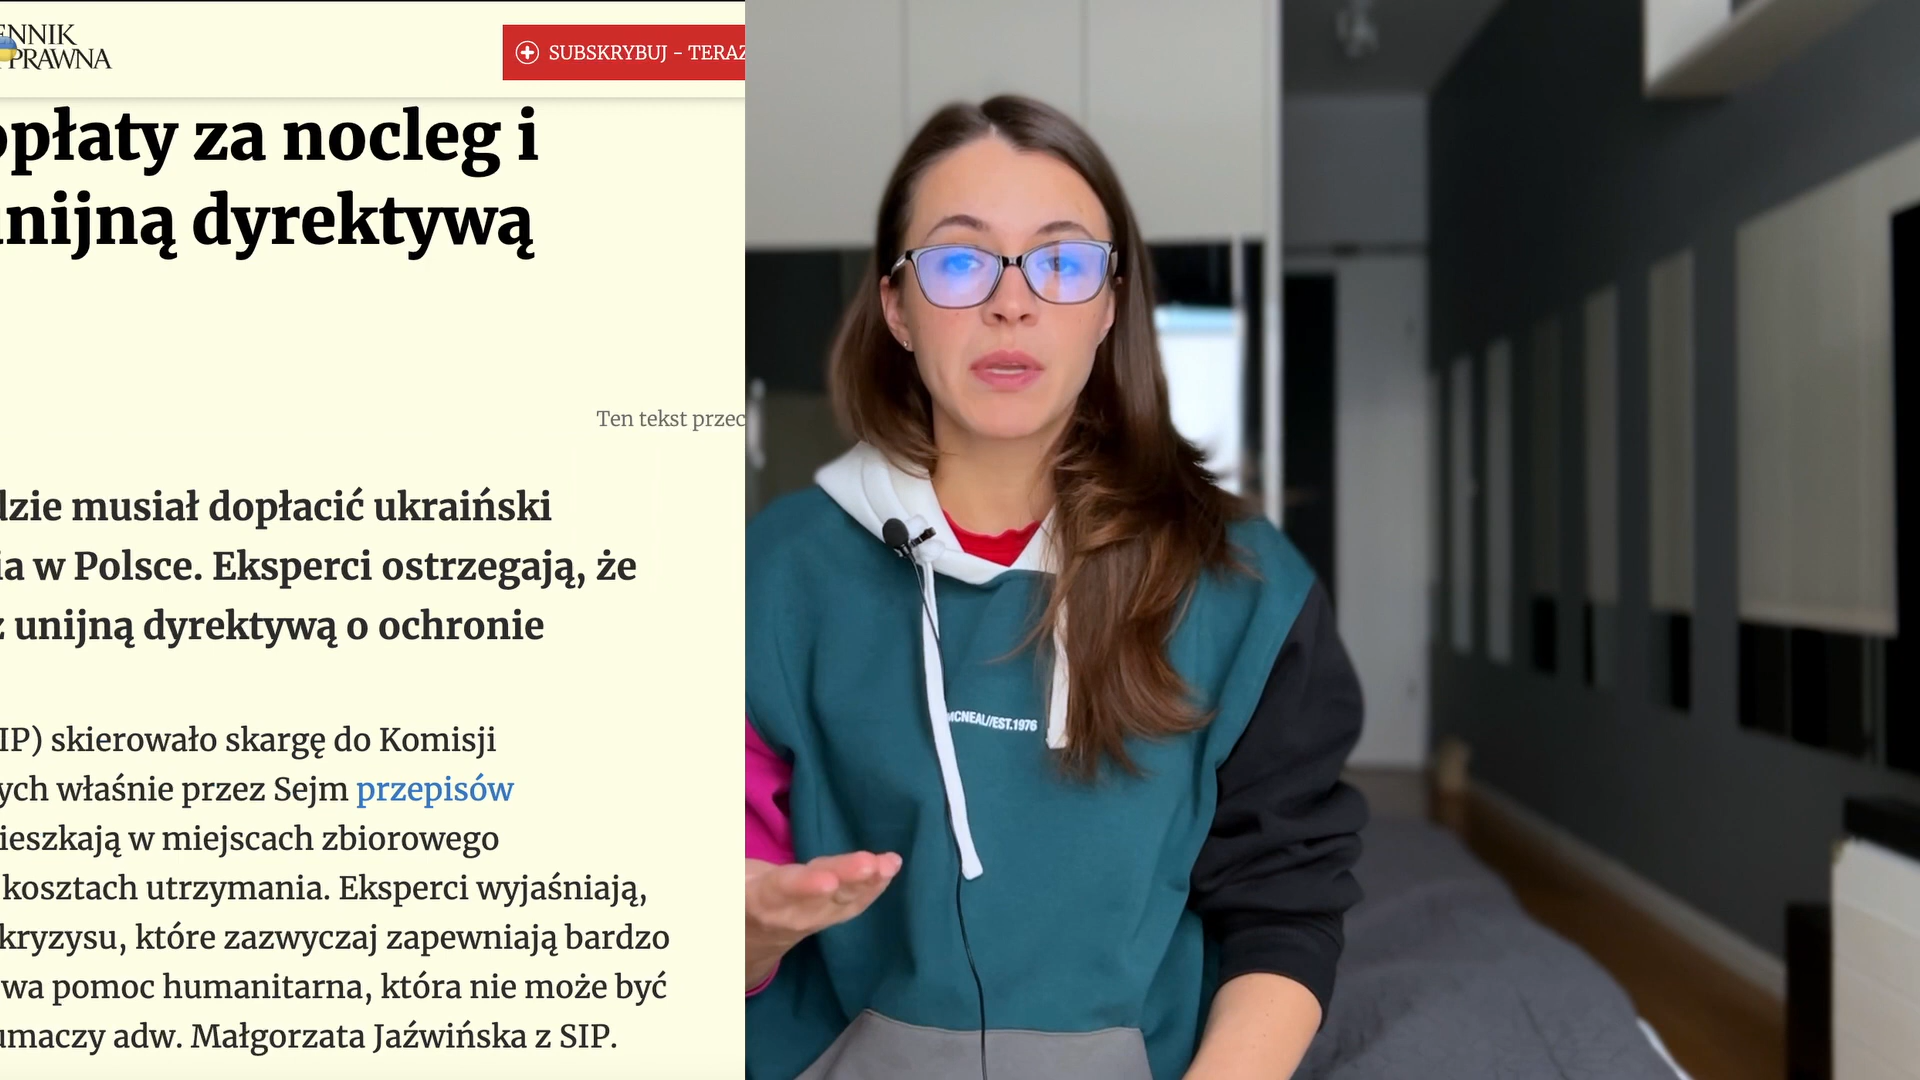 ENNIK
PRAWNA
SUBSKRYBUJ - TERAZ
opłaty za nocleg i
unijną dyrektywą
Ten tekst przec
dzie musiał dopłacić ukraiński
ia w Polsce. Eksperci ostrzegają, że
z unijną dyrektywą o ochronie
IP) skierowało skargę do Komisji
ych właśnie przez Sejm przepisów
ieszkają w miejscach zbiorowego
kosztach utrzymania. Eksperci wyjaśniają,
kryzysu, które zazwyczaj zapewniają bardzo
wa pomoc humanitarna, która nie może być
umaczy adw. Małgorzata Jaźwińska z SIP.
MCNEAL//EST.1976